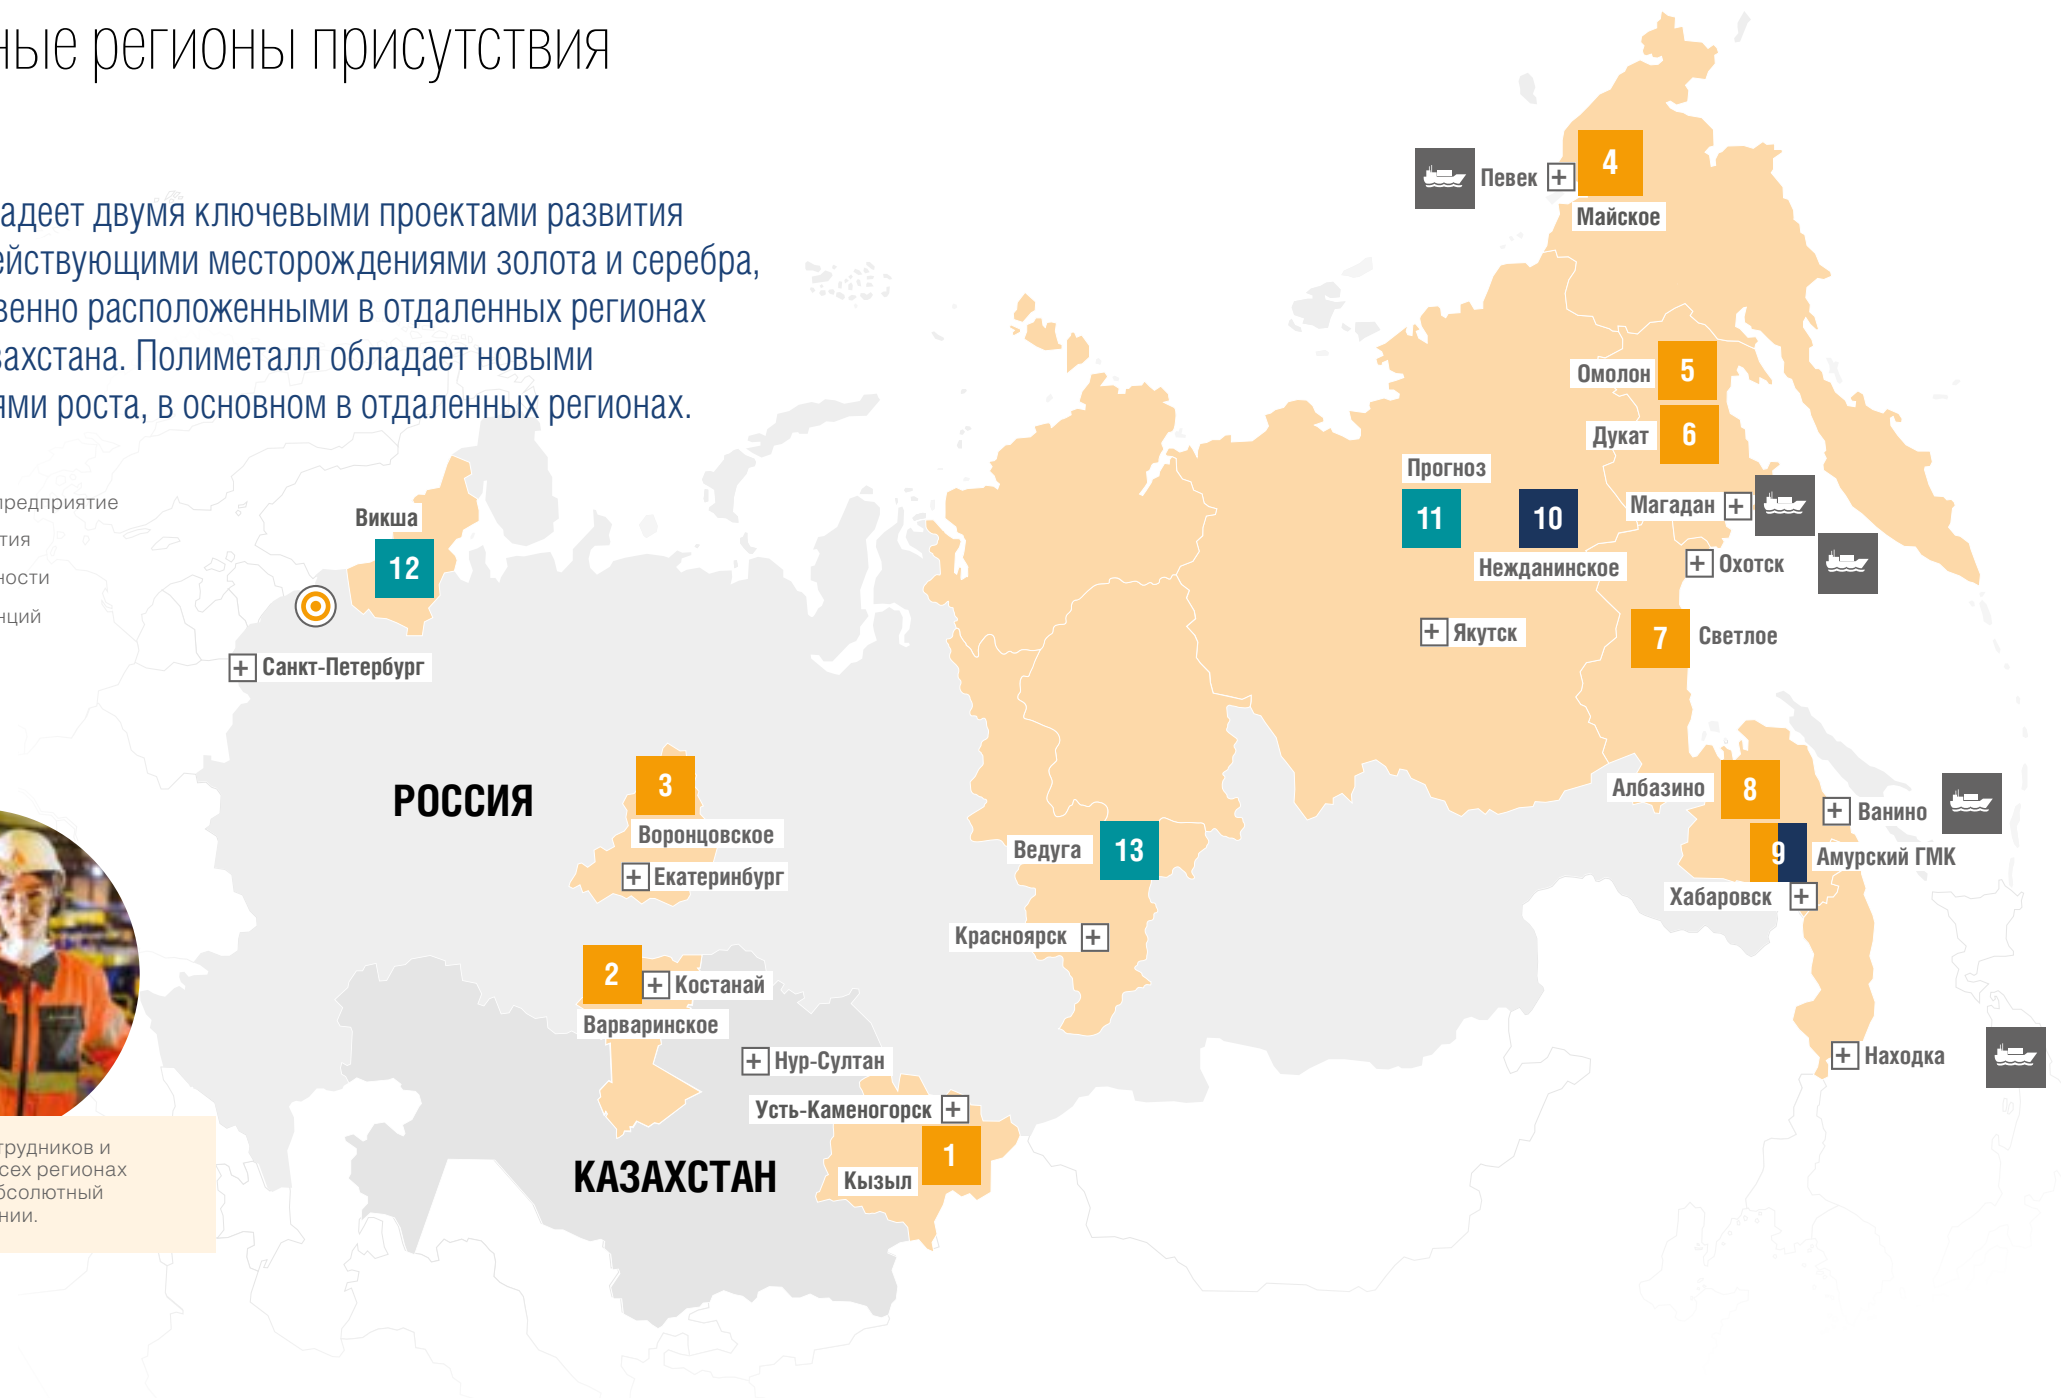 ные регионы присутствия
адеет двумя ключевыми проектами развития
ействующими месторождениями золота и серебра,
венно расположенными в отдаленных регионах
захстана. Полиметалл обладает новыми
ями роста, в основном в отдаленных регионах.
предприятие
тия
ности
нций
Певек
4
Майское
Омолон
5
Дукат
6
Прогноз
11
10
Нежданинское
Магадан
Охотск
Якутск
7
Светлое
Викша
12
Санкт-Петербург
РОССИЯ
3
Воронцовское
Екатеринбург
Ведуга
13
Красноярск
Албазино
8
Ванино
9
Амурский ГМК
Хабаровск
Находка
2
Костанай
Варваринское
Нур-Султан
Усть-Каменогорск
1
Кызыл
КАЗАХСТАН
трудников и
сех регионах
бсолютный
нии.